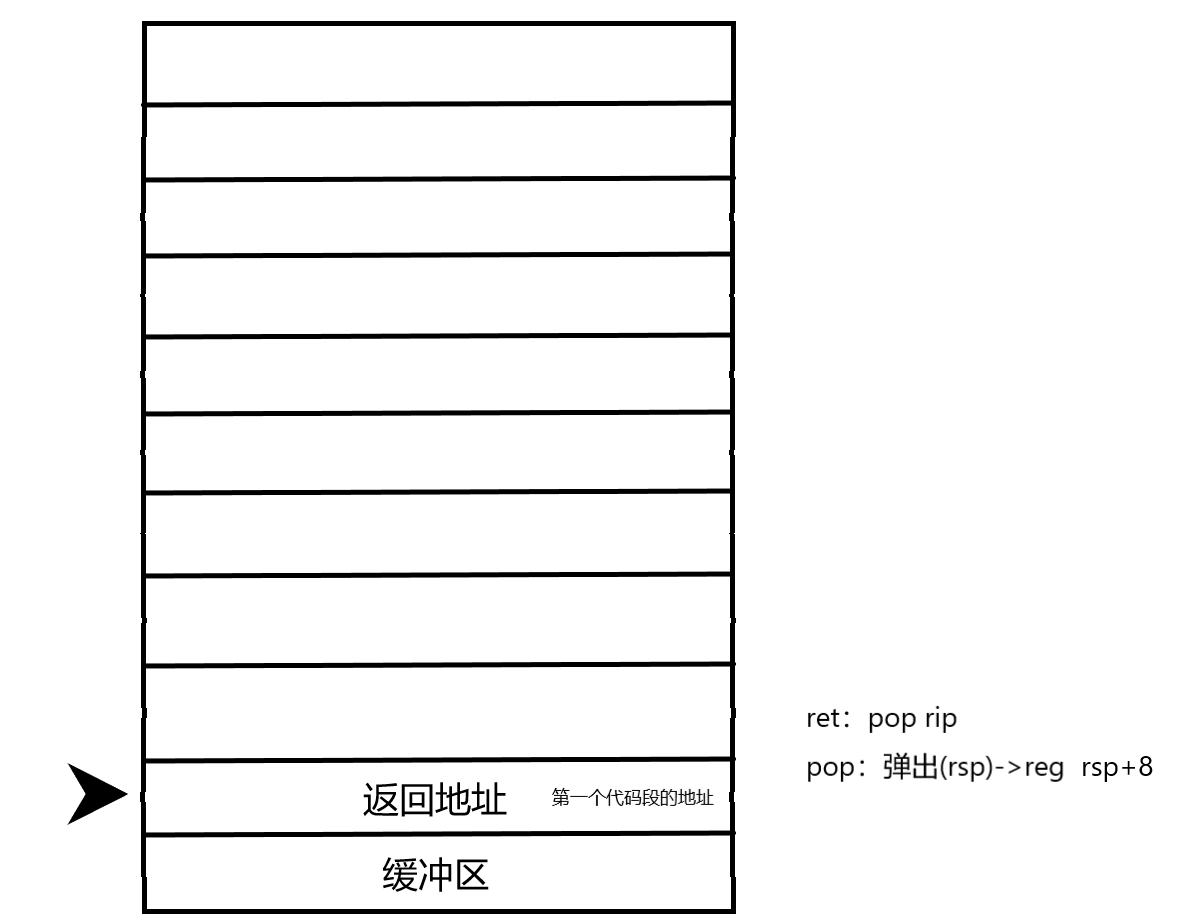 ret：pop rip
pop：弹出(rsp)->reg  rsp+8
返回地址 第一个代码段的地址
缓冲区